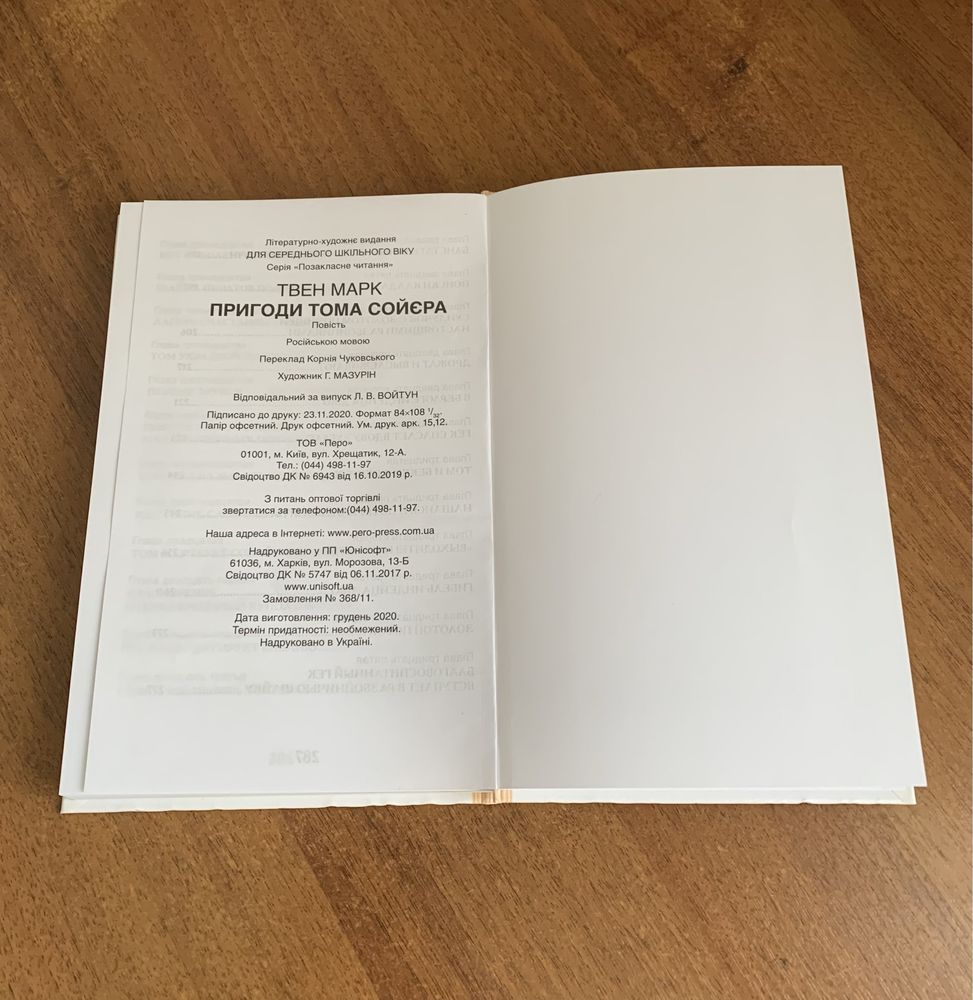 Літературно-художнє видання
ДЛЯ СЕРЕДНЬОГО ШКІЛЬНОГО ВІКУ
Серія «Позакласне читання»
ТВЕН МАРК
ПРИГОДИ ТОМА СОЙЄРА
Повість
Російською мовою
Переклад Корнія Чуковського
Художник Г. МАЗУРІН
Відповідальний за випуск Л. В. ВОЙТУН
Підписано до друку: 23.11.2020. Формат 84×108 1/32.
Папір офсетний. Друк офсетний. Ум. друк. арк. 15,12.
ТОВ «Перо»
01001, м. Київ, вул. Хрещатик, 12-А.
Тел.: (044) 498-11-97
Свідоцтво ДК № 6943 від 16.10.2019 р.
З питань оптової торгівлі
звертатися за телефоном:(044) 498-11-97.
Наша адреса в Інтернеті: www.pero-press.com.ua
Надруковано у ПП «Юнісофт»
61036, м. Харків, вул. Морозова, 13-Б
Свідоцтво ДК № 5747 від 06.11.2017 р.
www.unisoft.ua
Замовлення № 368/11.
Дата виготовлення: грудень 2020.
Термін придатності: необмежений.
Надруковано в Україні.